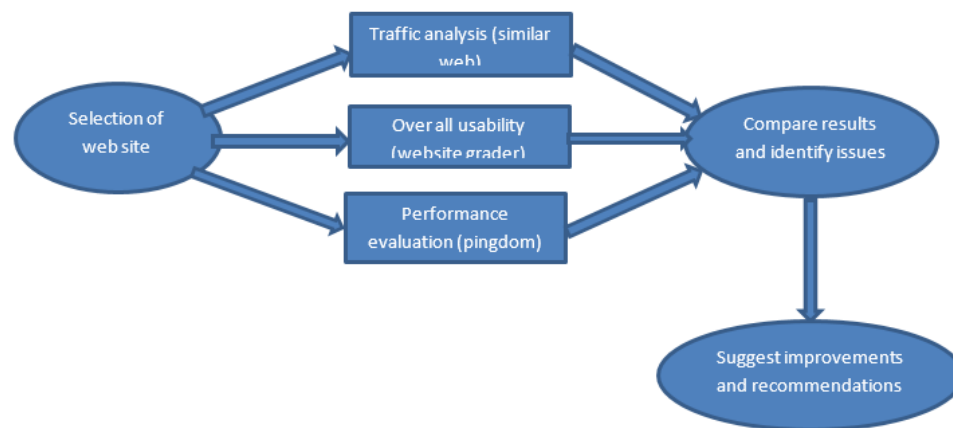 Traffic analysis (similar
web)
Selection of
web site
Over all usability
(website grader)
Compare results
and identify issues
Performance
evaluation (pingdom)
Suggest improvements
and recommendations